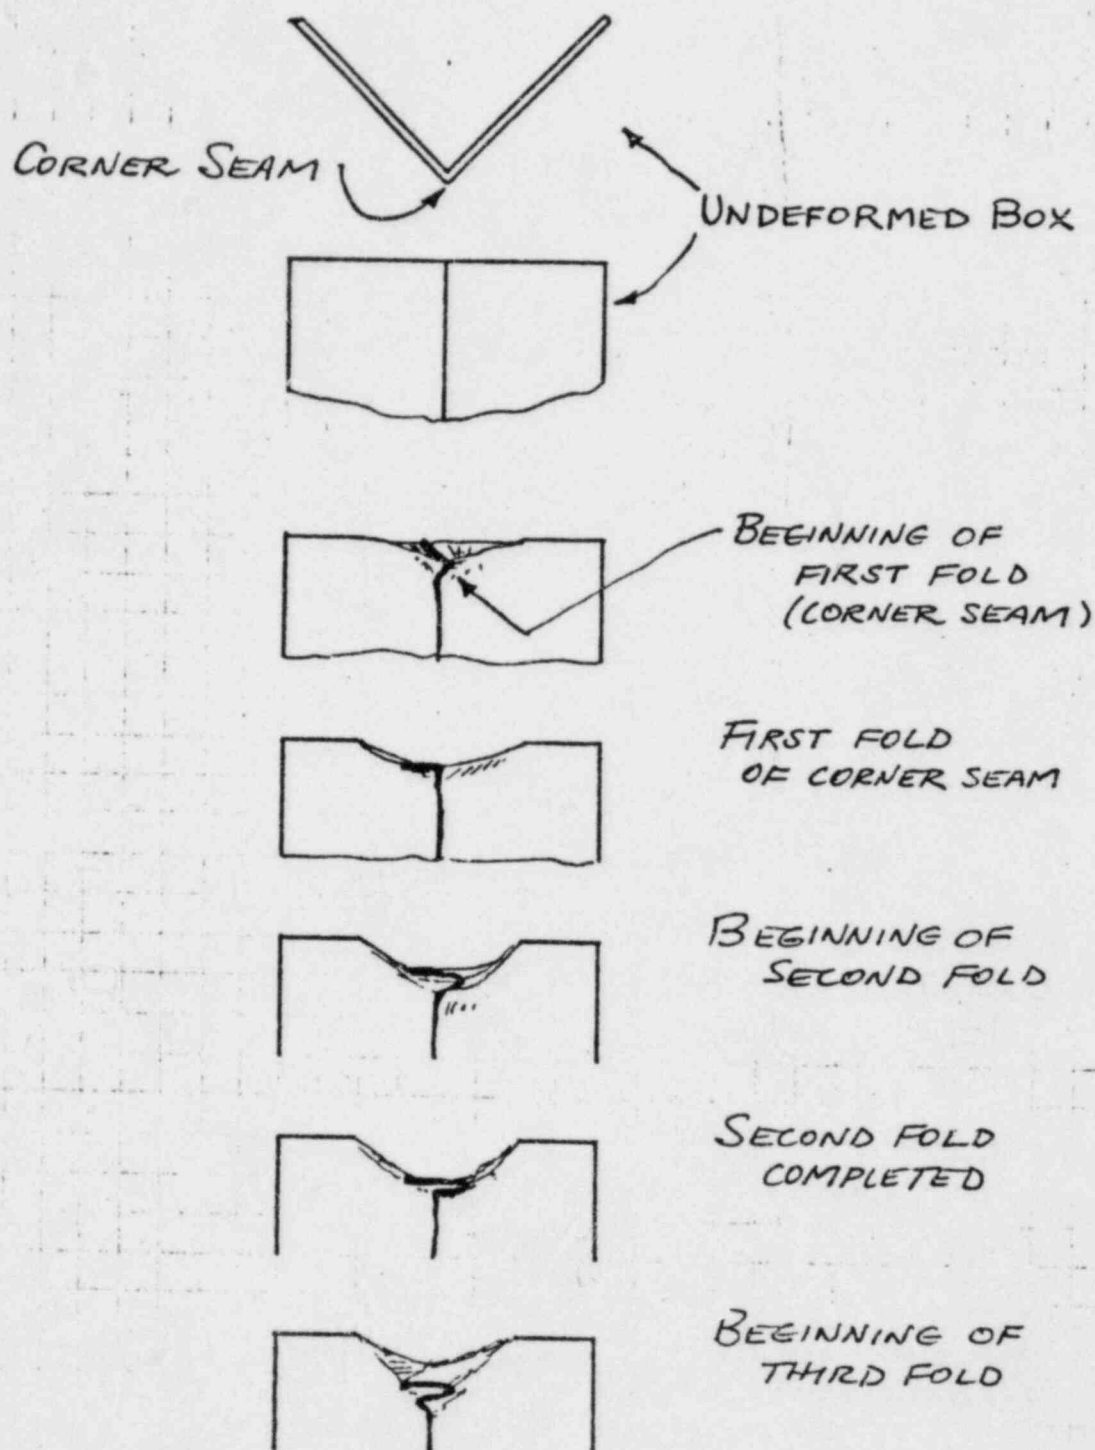 CORNER SEAM
UNDEFORMED BOX
BEGINNING OF
FIRST FOLD
(CORNER SEAM)
FIRST FOLD
OF CORNER SEAM
BEGINNING OF
SECOND FOLD
SECOND FOLD
COMPLETED
BEGINNING OF
THIRD FOLD